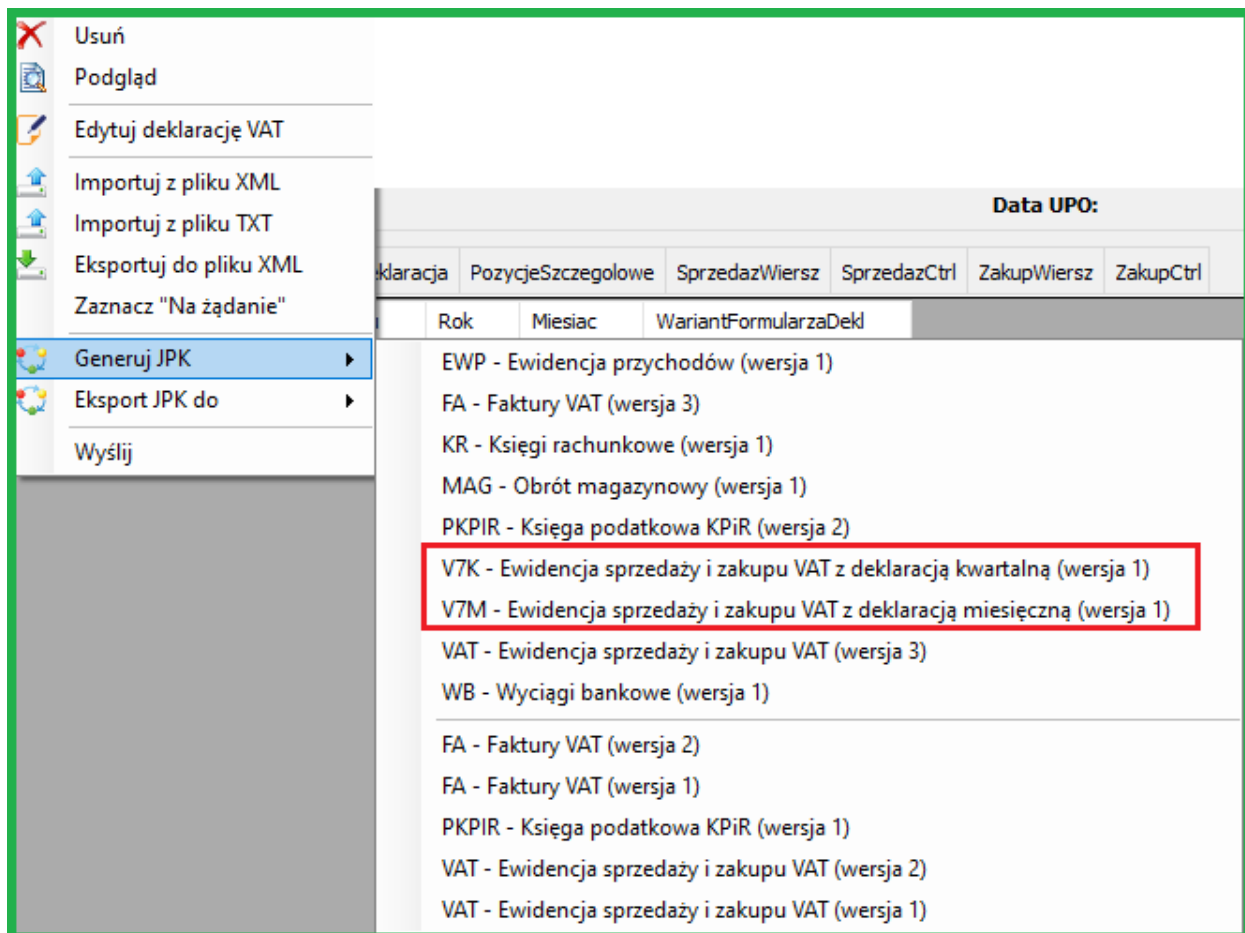 Usuń
Podgląd
Edytuj deklarację VAT
Importuj z pliku XML
Importuj z pliku TXT
Eksportuj do pliku XML
Zaznacz "Na żądanie"
Generuj JPK
Eksport JPK do
Wyślij
Data UPO:
PozycjeSzczegolowe SprzedazWiersz SprzedazCtrl ZakupWiersz ZakupCtrl
Rok Miesiac WariantFormularzaDekl
EWP - Ewidencja przychodów (wersja 1)
FA - Faktury VAT (wersja 3)
KR - Księgi rachunkowe (wersja 1)
MAG - Obrót magazynowy (wersja 1)
PKPIR - Księga podatkowa KPiR (wersja 2)
V7K - Ewidencja sprzedaży i zakupu VAT z deklaracją kwartalną (wersja 1)
V7M - Ewidencja sprzedaży i zakupu VAT z deklaracją miesięczną (wersja 1)
VAT - Ewidencja sprzedaży i zakupu VAT (wersja 3)
WB - Wyciągi bankowe (wersja 1)
FA - Faktury VAT (wersja 2)
FA - Faktury VAT (wersja 1)
PKPIR - Księga podatkowa KPiR (wersja 1)
VAT - Ewidencja sprzedaży i zakupu VAT (wersja 2)
VAT - Ewidencja sprzedaży i zakupu VAT (wersja 1)